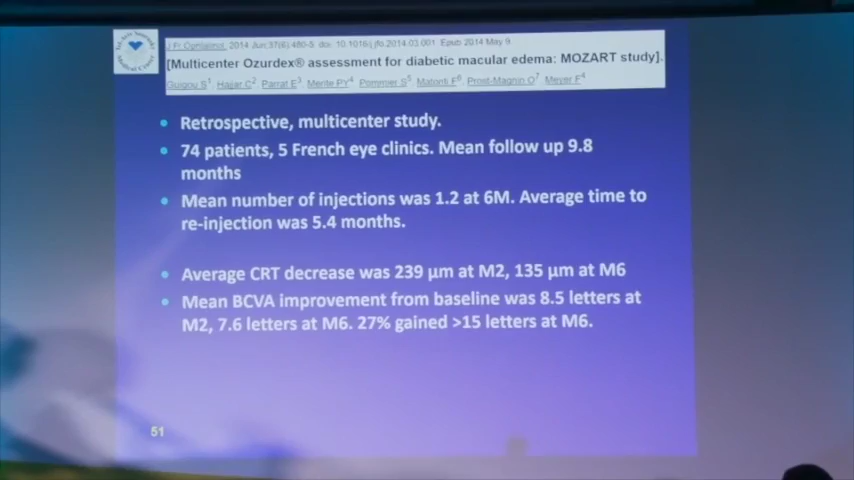 J Fr Ophtalmol. 2014 Jun;37(6):480-5. doi: 10.1016/j.jfo.2014.03.001. Epub 2014 May 9.
[Multicenter Ozurdex® assessment for diabetic macular edema: MOZART study].
Guigou S1, Hajjar C2, Parrat E3, Merite PY4, Pommier S5, Matonti F6, Prost-Magnin O7, Meyer F4
• Retrospective, multicenter study.
• 74 patients, 5 French eye clinics. Mean follow up 9.8
months
• Mean number of injections was 1.2 at 6M. Average time to
re-injection was 5.4 months.
• Average CRT decrease was 239 µm at M2, 135 µm at M6
• Mean BCVA improvement from baseline was 8.5 letters at
M2, 7.6 letters at M6. 27% gained >15 letters at M6.
51